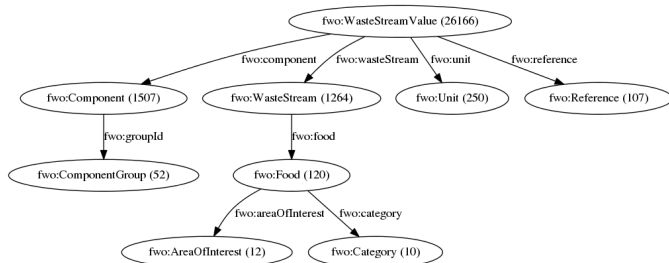 fwo:WasteStreamValue (26166)
fwo:component
fwo:wasteStream
fwo:unit
fwo:reference
fwo:Component (1507)
fwo:WasteStream (1264)
fwo:Unit (250)
fwo:Reference (107)
fwo:groupId
fwo:food
fwo:ComponentGroup (52)
fwo:Food (120)
fwo:areaOfInterest
fwo:category
fwo:AreaOfInterest (12)
fwo:Category (10)